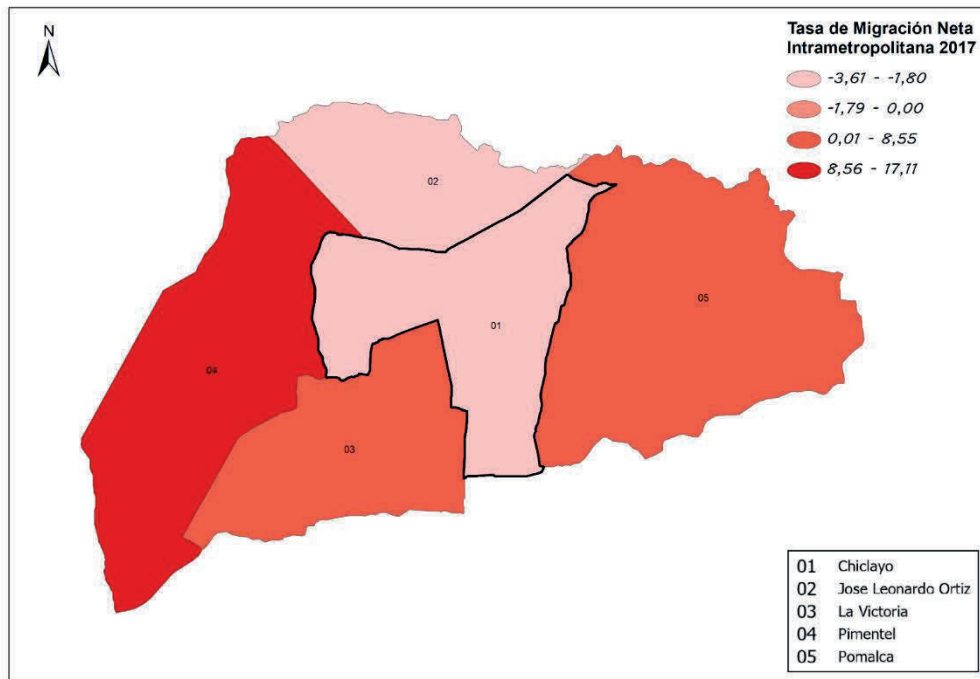 N
Tasa de Migración Neta
Intrametropolitana 2017
-3,61 - -1,80
-1,79 - 0,00
0,01 - 8,55
8,56 - 17,11
02
05
01
04
03
01 Chiclayo
02 Jose Leonardo Ortiz
03 La Victoria
04 Pimentel
05 Pomalca